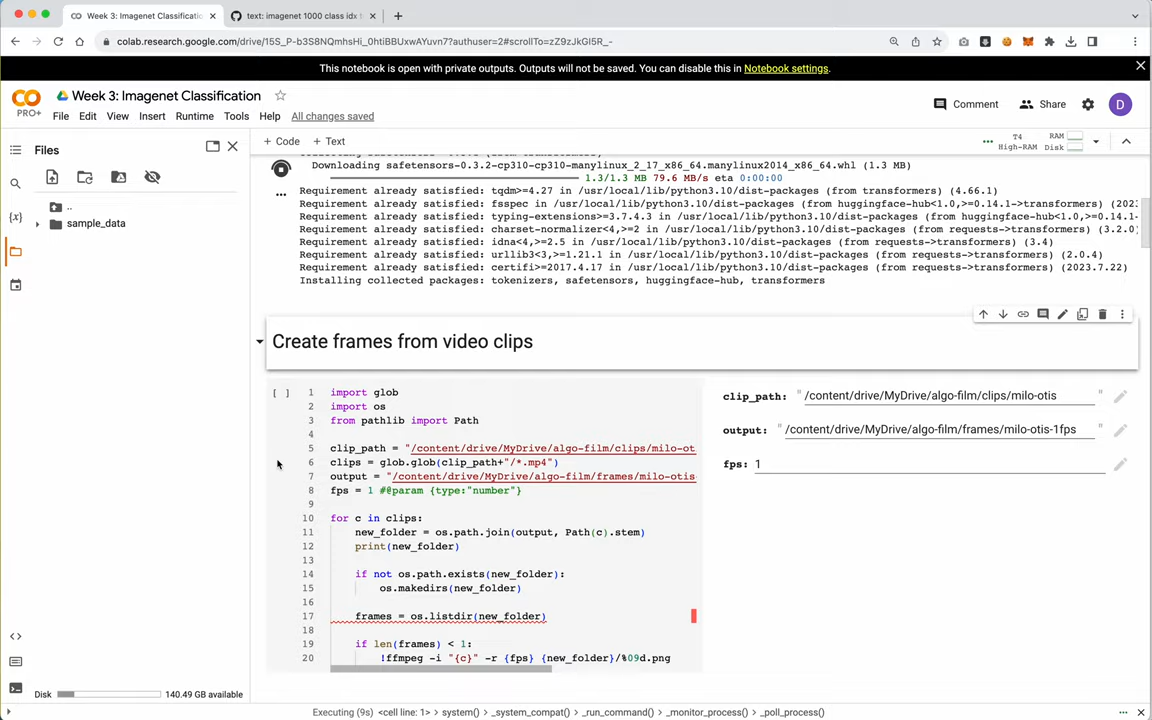 Week 3: Imagenet Classificatio
text: imagenet 1000 class idx
colab.research.google.com/drive/15S_P-b3S8NQmhsHi_0htiBBUxwAYuvn7?authuser=2#scrollTo=zZ9zJkGI5R_-
This notebook is open with private outputs. Outputs will not be saved. You can disable this in Notebook settings.
PRO+
Week 3: Imagenet Classification
File Edit View Insert Runtime Tools Help All changes saved
Comment Share D
+ Code + Text
T4 High-RAM
RAM
Disk
Files
..
sample_data
Downloading safetensors-0.3.2-cp310-cp310-manylinux_2_17_x86_64.manylinux2014_x86_64.whl (1.3 MB)
1.3/1.3 MB 79.6 MB/s eta 0:00:00
Requirement already satisfied: tqdm>=4.27 in /usr/local/lib/python3.10/dist-packages (from transformers) (4.66.1)
Requirement already satisfied: fsspec in /usr/local/lib/python3.10/dist-packages (from huggingface-hub<1.0,>=0.14.1->transformers) (202
Requirement already satisfied: typing-extensions>=3.7.4.3 in /usr/local/lib/python3.10/dist-packages (from huggingface-hub<1.0,>=0.14.1-
Requirement already satisfied: charset-normalizer<4,>=2 in /usr/local/lib/python3.10/dist-packages (from requests->transformers) (3.2.0
Requirement already satisfied: idna<4,>=2.5 in /usr/local/lib/python3.10/dist-packages (from requests->transformers) (3.4)
Requirement already satisfied: urllib3<3,>=1.21.1 in /usr/local/lib/python3.10/dist-packages (from requests->transformers) (2.0.4)
Requirement already satisfied: certifi>=2017.4.17 in /usr/local/lib/python3.10/dist-packages (from requests->transformers) (2023.7.22)
Installing collected packages: tokenizers, safetensors, huggingface-hub, transformers
Create frames from video clips
[ ] 1 import glob
2 import os
3 from pathlib import Path
4
5 clip_path = "/content/drive/MyDrive/algo-film/clips/milo-ot
6 clips = glob.glob(clip_path+"/*.mp4")
7 output = "/content/drive/MyDrive/algo-film/frames/milo-otis
8 fps = 1 #@param {type:"number"}
9
10 for c in clips:
11 new_folder = os.path.join(output, Path(c).stem)
12 print(new_folder)
13
14 if not os.path.exists(new_folder):
15 os.makedirs(new_folder)
16
17 frames = os.listdir(new_folder)
18
19 if len(frames) < 1:
20 !ffmpeg -i "{c}" -r {fps} {new_folder}/%09d.png
clip_path: "/content/drive/MyDrive/algo-film/clips/milo-otis "
output: "/content/drive/MyDrive/algo-film/frames/milo-otis-1fps "
fps: 1
Disk 140.49 GB available
Executing (9s) <cell line: 1> > system() > _system_compat() > _run_command() > _monitor_process() > _poll_process()